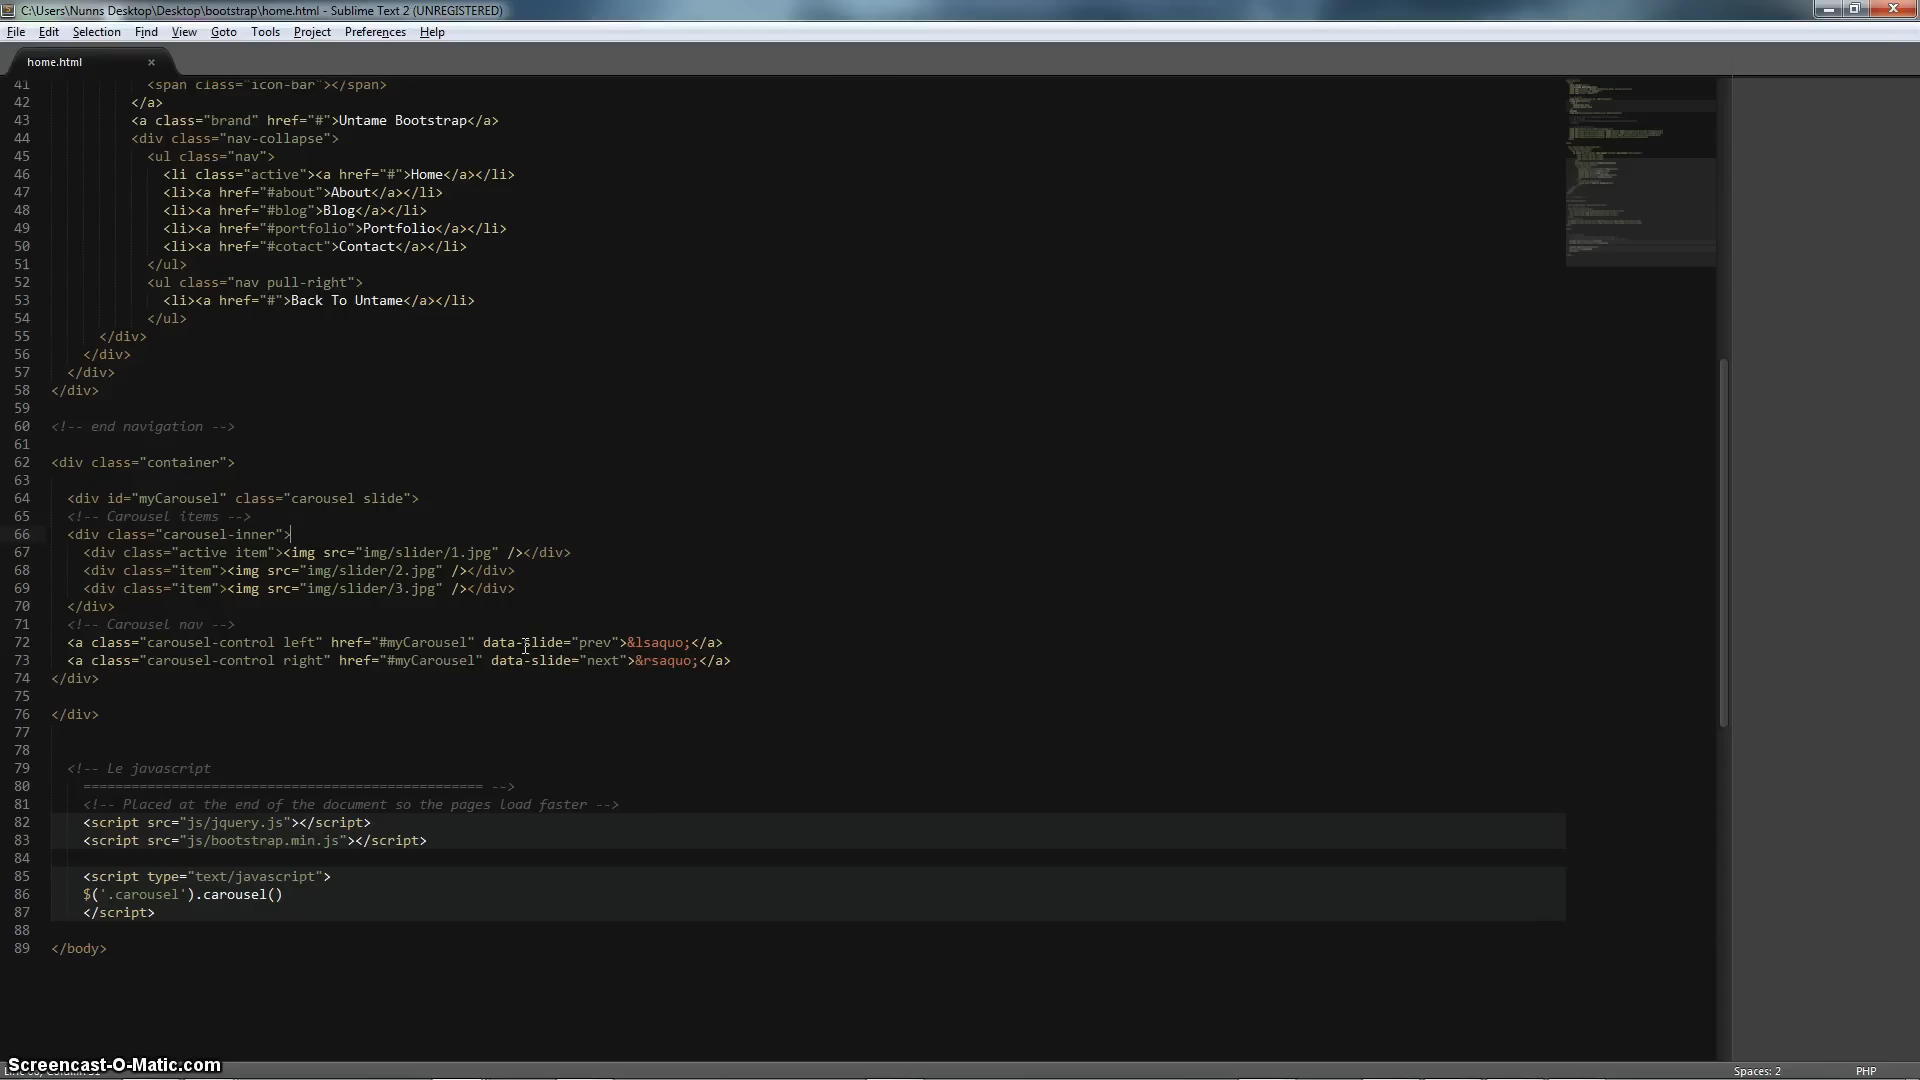 C:\Users\Nunns Desktop\Desktop\bootstrap\home.html - Sublime Text 2 (UNREGISTERED)
File Edit Selection Find View Goto Tools Project Preferences Help
home.html ×
41 <span class="icon-bar"></span>
42 </a>
43 <a class="brand" href="#">Untame Bootstrap</a>
44 <div class="nav-collapse">
45 <ul class="nav">
46 <li class="active"><a href="#">Home</a></li>
47 <li><a href="#about">About</a></li>
48 <li><a href="#blog">Blog</a></li>
49 <li><a href="#portfolio">Portfolio</a></li>
50 <li><a href="#cotact">Contact</a></li>
51 </ul>
52 <ul class="nav pull-right">
53 <li><a href="#">Back To Untame</a></li>
54 </ul>
55 </div>
56 </div>
57 </div>
58 </div>
59
60 <!-- end navigation -->
61
62 <div class="container">
63
64 <div id="myCarousel" class="carousel slide">
65 <!-- Carousel items -->
66 <div class="carousel-inner">
67 <div class="active item"><img src="img/slider/1.jpg" /></div>
68 <div class="item"><img src="img/slider/2.jpg" /></div>
69 <div class="item"><img src="img/slider/3.jpg" /></div>
70 </div>
71 <!-- Carousel nav -->
72 <a class="carousel-control left" href="#myCarousel" data-slide="prev">&lsaquo;</a>
73 <a class="carousel-control right" href="#myCarousel" data-slide="next">&rsaquo;</a>
74 </div>
75
76 </div>
77
78
79 <!-- Le javascript
80 ================================================== -->
81 <!-- Placed at the end of the document so the pages load faster -->
82 <script src="js/jquery.js"></script>
83 <script src="js/bootstrap.min.js"></script>
84
85 <script type="text/javascript">
86 $('.carousel').carousel()
87 </script>
88
89 </body>
Screencast-O-Matic.com
Spaces: 2 PHP